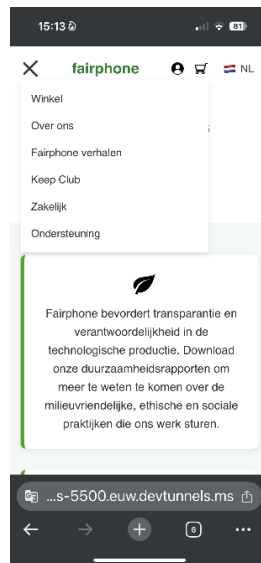 15:13
81
fairphone
NL
Winkel
Over ons
Fairphone verhalen
Keep Club
Zakelijk
Ondersteuning
Fairphone bevordert transparantie en
verantwoordelijkheid in de
technologische productie. Download
onze duurzaamheidsrapporten om
meer te weten te komen over de
milieuvriendelijke, ethische en sociale
praktijken die ons werk sturen.
...s-5500.euw.devtunnels.ms
6